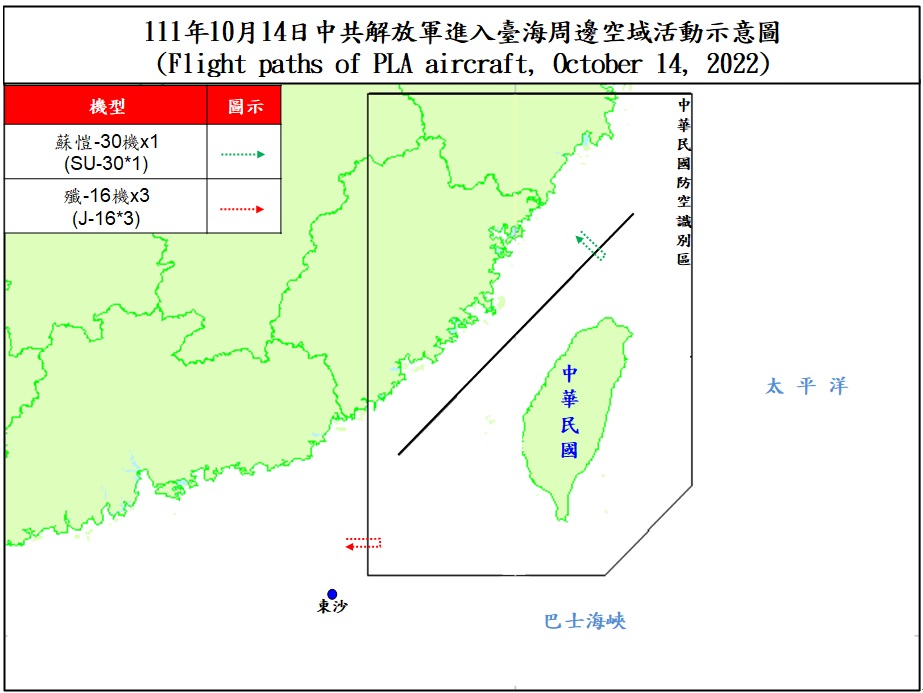 111年10月14日中共解放軍進入臺海周邊空域活動示意圖
(Flight paths of PLA aircraft, October 14, 2022)
機型
圖示
蘇愷-30機x1
(SU-30*1)
殲-16機x3
(J-16*3)
中華民國防空識別區
中華民國
太平洋
東沙
巴士海峽